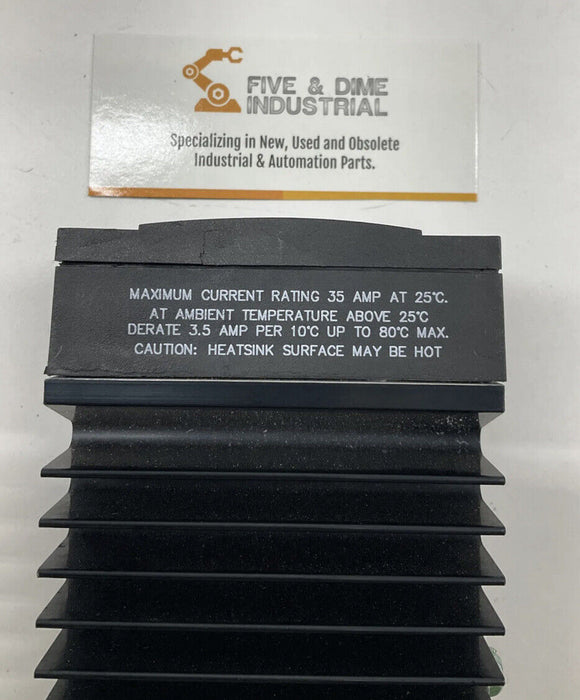 FIVE & DIME
INDUSTRIAL
Specializing in New, Used and Obsolete
Industrial & Automation Parts.
MAXIMUM CURRENT RATING 35 AMP AT 25°C.
AT AMBIENT TEMPERATURE ABOVE 25°C
DERATE 3.5 AMP PER 10°C UP TO 80°C MAX.
CAUTION: HEATSINK SURFACE MAY BE HOT